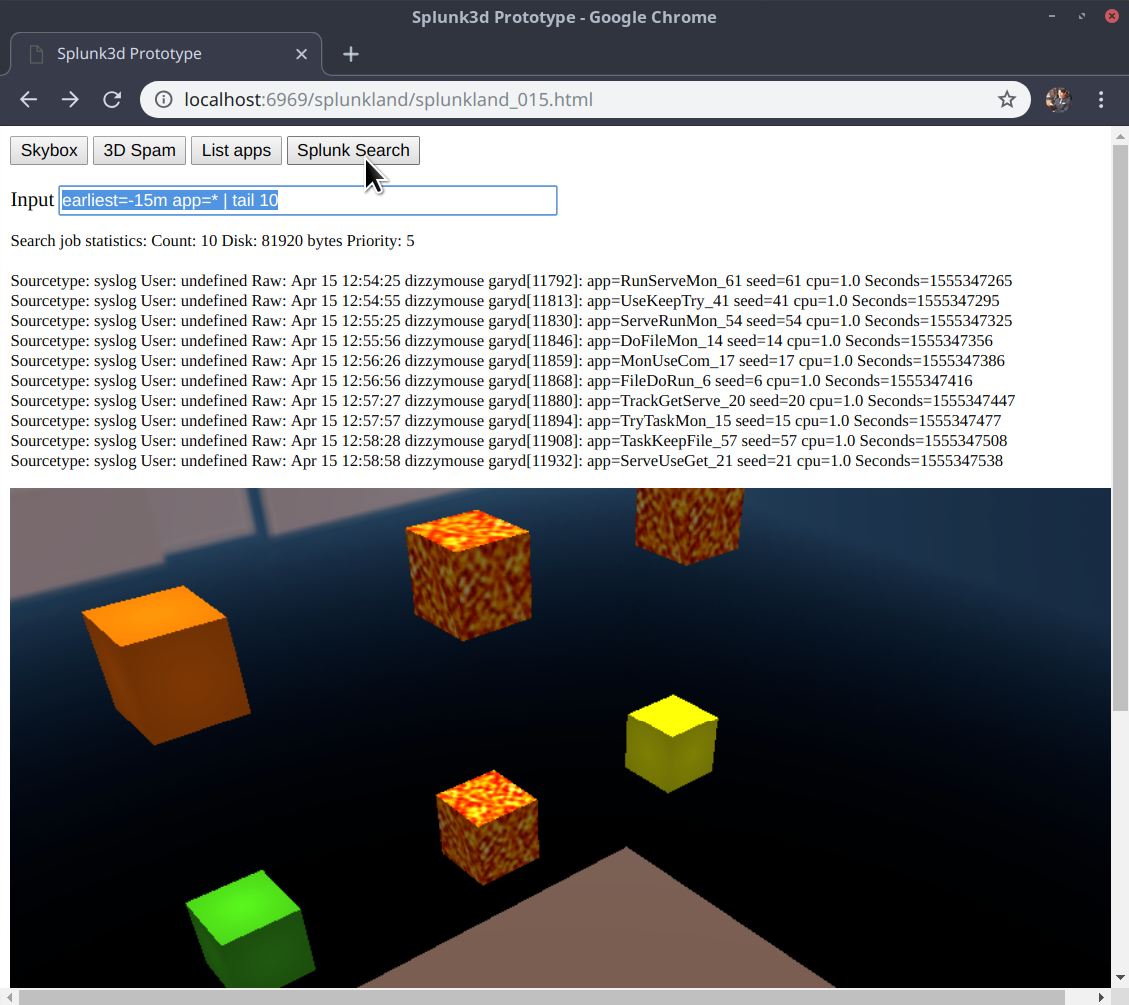 Splunk3d Prototype - Google Chrome
Splunk3d Prototype
localhost:6969/splunkland/splunkland_015.html
Skybox 3D Spam List apps Splunk Search
Input earliest=-15m app=* | tail 10
Search job statistics: Count: 10 Disk: 81920 bytes Priority: 5
Sourcetype: syslog User: undefined Raw: Apr 15 12:54:25 dizzymouse garyd[11792]: app=RunServeMon_61 seed=61 cpu=1.0 Seconds=1555347265
Sourcetype: syslog User: undefined Raw: Apr 15 12:54:55 dizzymouse garyd[11813]: app=UseKeepTry_41 seed=41 cpu=1.0 Seconds=1555347295
Sourcetype: syslog User: undefined Raw: Apr 15 12:55:25 dizzymouse garyd[11830]: app=ServeRunMon_54 seed=54 cpu=1.0 Seconds=1555347325
Sourcetype: syslog User: undefined Raw: Apr 15 12:55:56 dizzymouse garyd[11846]: app=DoFileMon_14 seed=14 cpu=1.0 Seconds=1555347356
Sourcetype: syslog User: undefined Raw: Apr 15 12:56:26 dizzymouse garyd[11859]: app=MonUseCom_17 seed=17 cpu=1.0 Seconds=1555347386
Sourcetype: syslog User: undefined Raw: Apr 15 12:56:56 dizzymouse garyd[11868]: app=FileDoRun_6 seed=6 cpu=1.0 Seconds=1555347416
Sourcetype: syslog User: undefined Raw: Apr 15 12:57:27 dizzymouse garyd[11880]: app=TrackGetServe_20 seed=20 cpu=1.0 Seconds=1555347447
Sourcetype: syslog User: undefined Raw: Apr 15 12:57:57 dizzymouse garyd[11894]: app=TryTaskMon_15 seed=15 cpu=1.0 Seconds=1555347477
Sourcetype: syslog User: undefined Raw: Apr 15 12:58:28 dizzymouse garyd[11908]: app=TaskKeepFile_57 seed=57 cpu=1.0 Seconds=1555347508
Sourcetype: syslog User: undefined Raw: Apr 15 12:58:58 dizzymouse garyd[11932]: app=ServeUseGet_21 seed=21 cpu=1.0 Seconds=1555347538